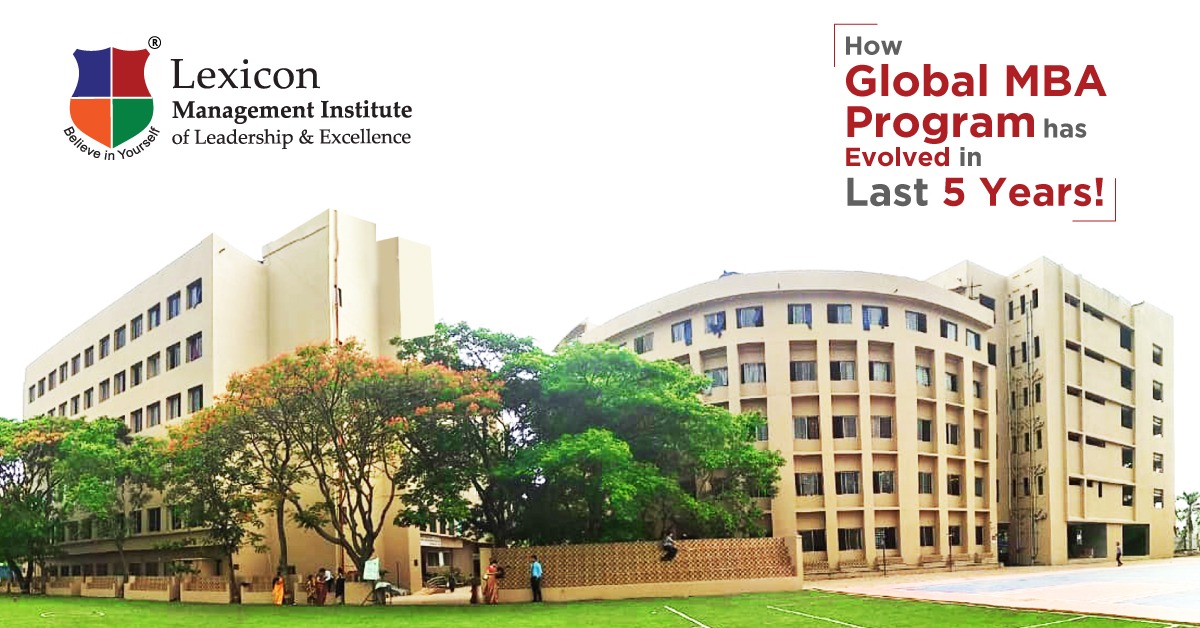 ®
Lexicon
Management Institute
of Leadership & Excellence
Believe in Yourself
How
Global MBA
Program has
Evolved in
Last 5 Years!